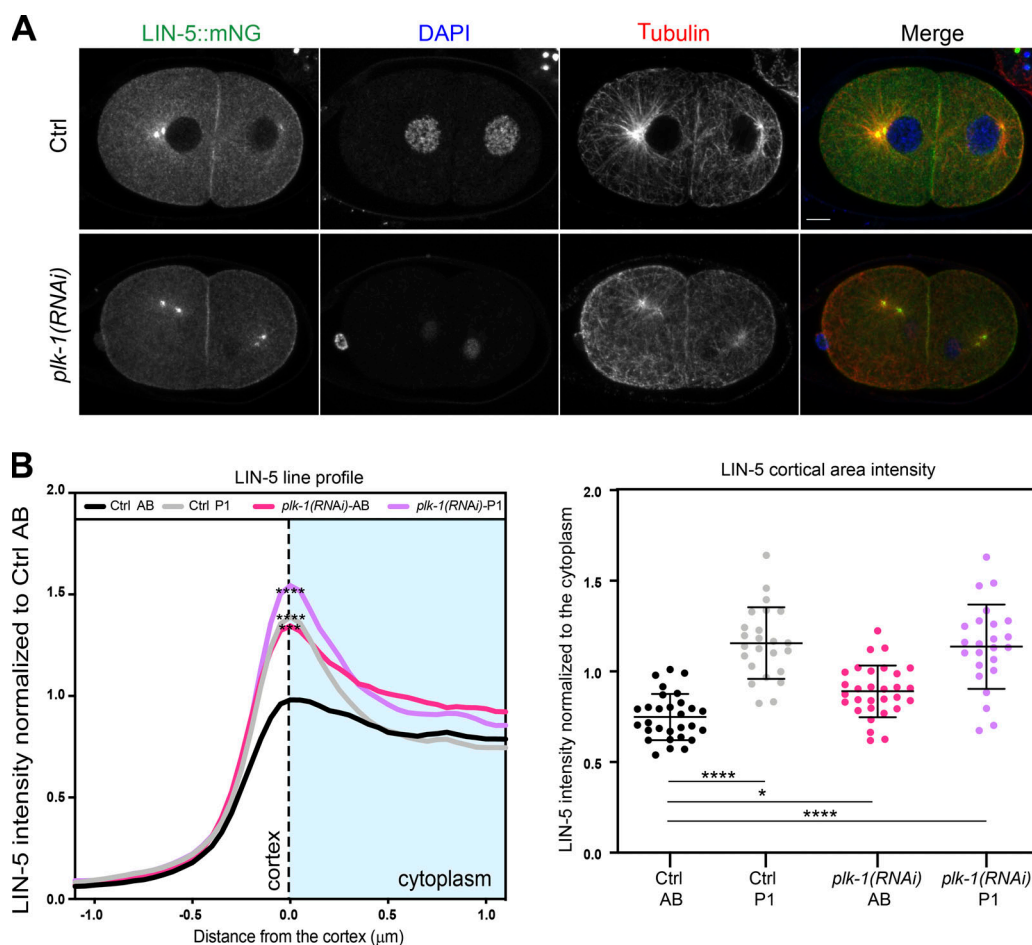 A
LIN-5::mNG DAPI Tubulin Merge
Ctrl
plk-1(RNAi)
B
LIN-5 line profile
LIN-5 intensity normalized to Ctrl AB
2.0
1.5
1.0
0.5
0.0
Ctrl AB Ctrl P1 plk-1(RNAi)-AB plk-1(RNAi)-P1
****
****
***
cortex
cytoplasm
-1.0 -0.5 0.0 0.5 1.0
Distance from the cortex (μm)
LIN-5 cortical area intensity
LIN-5 intensity normalized to the cytoplasm
2.0
1.5
1.0
0.5
0.0
****
*
****
Ctrl Ctrl plk-1(RNAi) plk-1(RNAi)
AB P1 AB P1